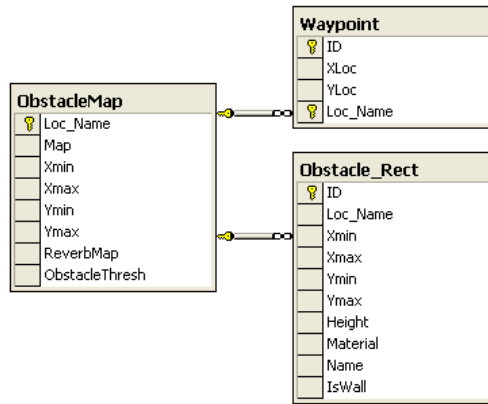 ObstacleMap
Loc_Name
Map
Xmin
Xmax
Ymin
Ymax
ReverbMap
ObstacleThresh
Waypoint
ID
XLoc
YLoc
Loc_Name
Obstacle_Rect
ID
Loc_Name
Xmin
Xmax
Ymin
Ymax
Height
Material
Name
IsWall